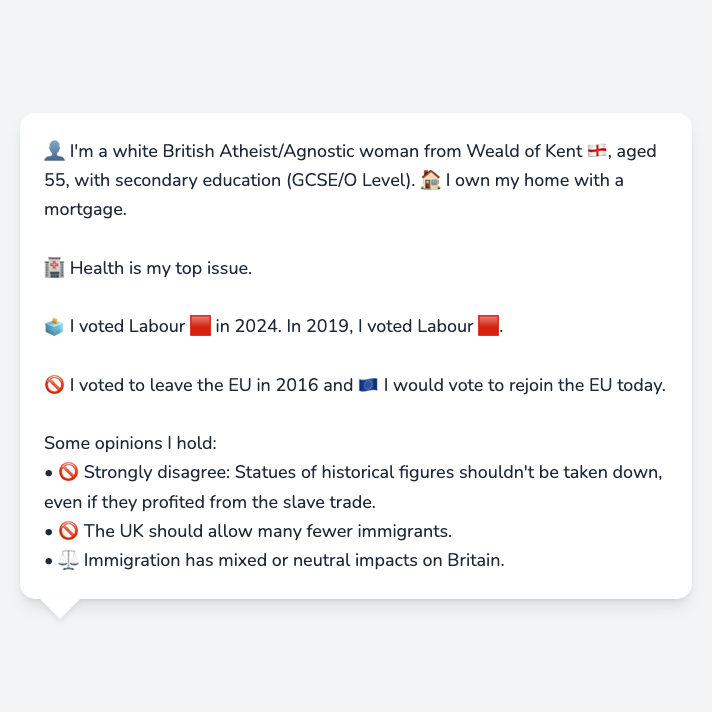 👤 I'm a white British Atheist/Agnostic woman from Weald of Kent 🏴󠁧󠁢󠁥󠁮󠁧󠁿, aged
55, with secondary education (GCSE/O Level). 🏠 I own my home with a
mortgage.
🏥 Health is my top issue.
🗳️ I voted Labour 🟥 in 2024. In 2019, I voted Labour 🟥.
🚫 I voted to leave the EU in 2016 and 🇪🇺 I would vote to rejoin the EU today.
Some opinions I hold:
• 🚫 Strongly disagree: Statues of historical figures shouldn't be taken down,
even if they profited from the slave trade.
• 🚫 The UK should allow many fewer immigrants.
• ⚖️ Immigration has mixed or neutral impacts on Britain.